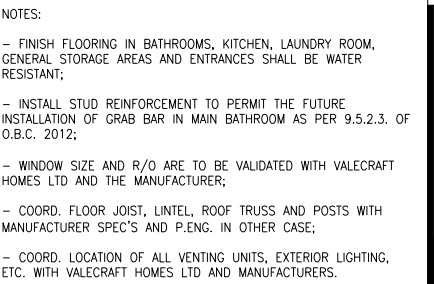 NOTES:
– FINISH FLOORING IN BATHROOMS, KITCHEN, LAUNDRY ROOM,
GENERAL STORAGE AREAS AND ENTRANCES SHALL BE WATER
RESISTANT;
– INSTALL STUD REINFORCEMENT TO PERMIT THE FUTURE
INSTALLATION OF GRAB BAR IN MAIN BATHROOM AS PER 9.5.2.3. OF
O.B.C. 2012;
– WINDOW SIZE AND R/O ARE TO BE VALIDATED WITH VALECRAFT
HOMES LTD AND THE MANUFACTURER;
– COORD. FLOOR JOIST, LINTEL, ROOF TRUSS AND POSTS WITH
MANUFACTURER SPEC'S AND P.ENG. IN OTHER CASE;
– COORD. LOCATION OF ALL VENTING UNITS, EXTERIOR LIGHTING,
ETC. WITH VALECRAFT HOMES LTD AND MANUFACTURERS.